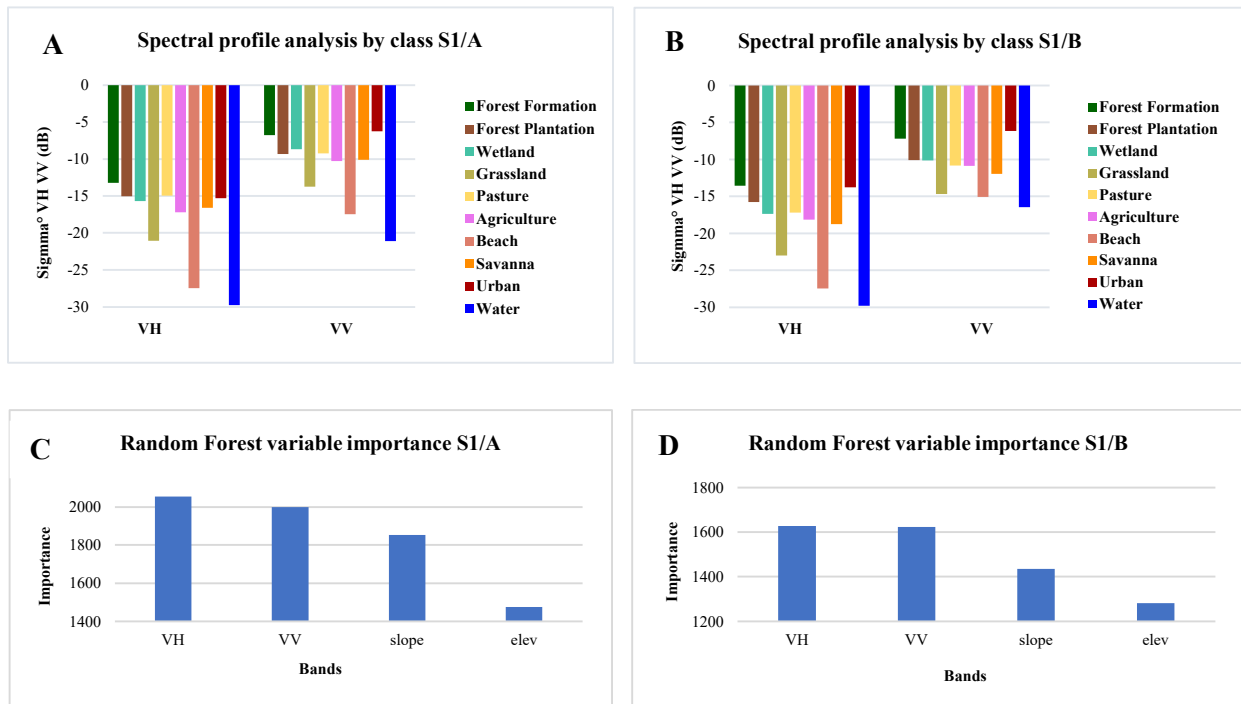 A
Spectral profile analysis by class S1/A
Sigmma° VH VV (dB)
0
-5
-10
-15
-20
-25
-30
VH
VV
Forest Formation
Forest Plantation
Wetland
Grassland
Pasture
Agriculture
Beach
Savanna
Urban
Water
B
Spectral profile analysis by class S1/B
Sigmma° VH VV (dB)
0
-5
-10
-15
-20
-25
-30
VH
VV
Forest Formation
Forest Plantation
Wetland
Grassland
Pasture
Agriculture
Beach
Savanna
Urban
Water
C
Random Forest variable importance S1/A
Importance
2000
1800
1600
1400
VH
VV
slope
elev
Bands
D
Random Forest variable importance S1/B
Importance
1800
1600
1400
1200
VH
VV
slope
elev
Bands